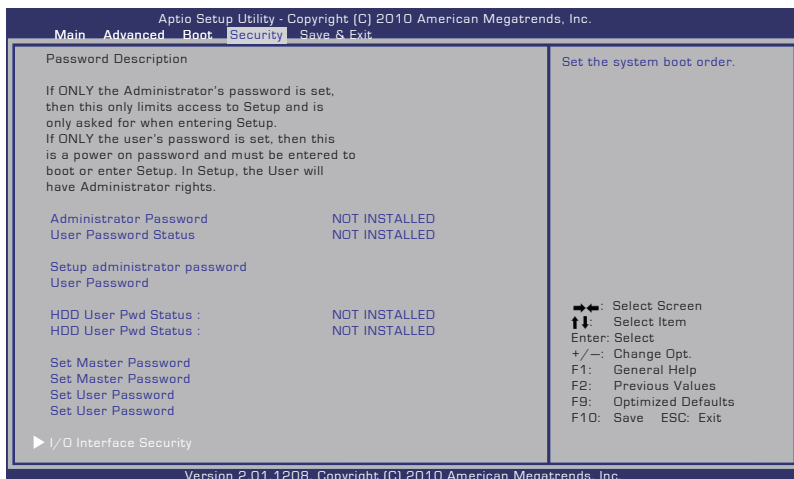 Aptio Setup Utility - Copyright (C) 2010 American Megatrends, Inc.
Main Advanced Boot Security Save & Exit
Password Description
If ONLY the Administrator's password is set,
then this only limits access to Setup and is
only asked for when entering Setup.
If ONLY the user's password is set, then this
is a power on password and must be entered to
boot or enter Setup. In Setup, the User will
have Administrator rights.
Administrator Password NOT INSTALLED
User Password Status NOT INSTALLED
Setup administrator password
User Password
HDD User Pwd Status : NOT INSTALLED
HDD User Pwd Status : NOT INSTALLED
Set Master Password
Set Master Password
Set User Password
Set User Password
I/O Interface Security
Set the system boot order.
→←: Select Screen
↑↓: Select Item
Enter: Select
+/—: Change Opt.
F1: General Help
F2: Previous Values
F9: Optimized Defaults
F10: Save ESC: Exit
Version 2.01.1208. Copyright (C) 2010 American Megatrends, Inc.